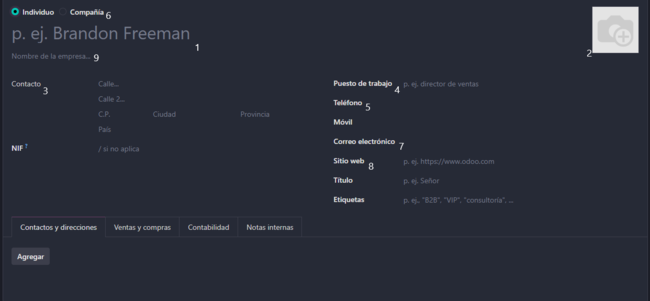 Individuo Compañía 6
p. ej. Brandon Freeman 1
2
Nombre de la empresa... 9
Contacto 3 Calle...
Calle 2...
C.P. Ciudad Provincia
País
NIF ? / si no aplica
Puesto de trabajo 4 p. ej. director de ventas
Teléfono 5
Móvil
Correo electrónico 7
Sitio web 8 p. ej. https://www.odoo.com
Título p. ej. Señor
Etiquetas p. ej., "B2B", "VIP", "consultoría", ...
Contactos y direcciones Ventas y compras Contabilidad Notas internas
Agregar